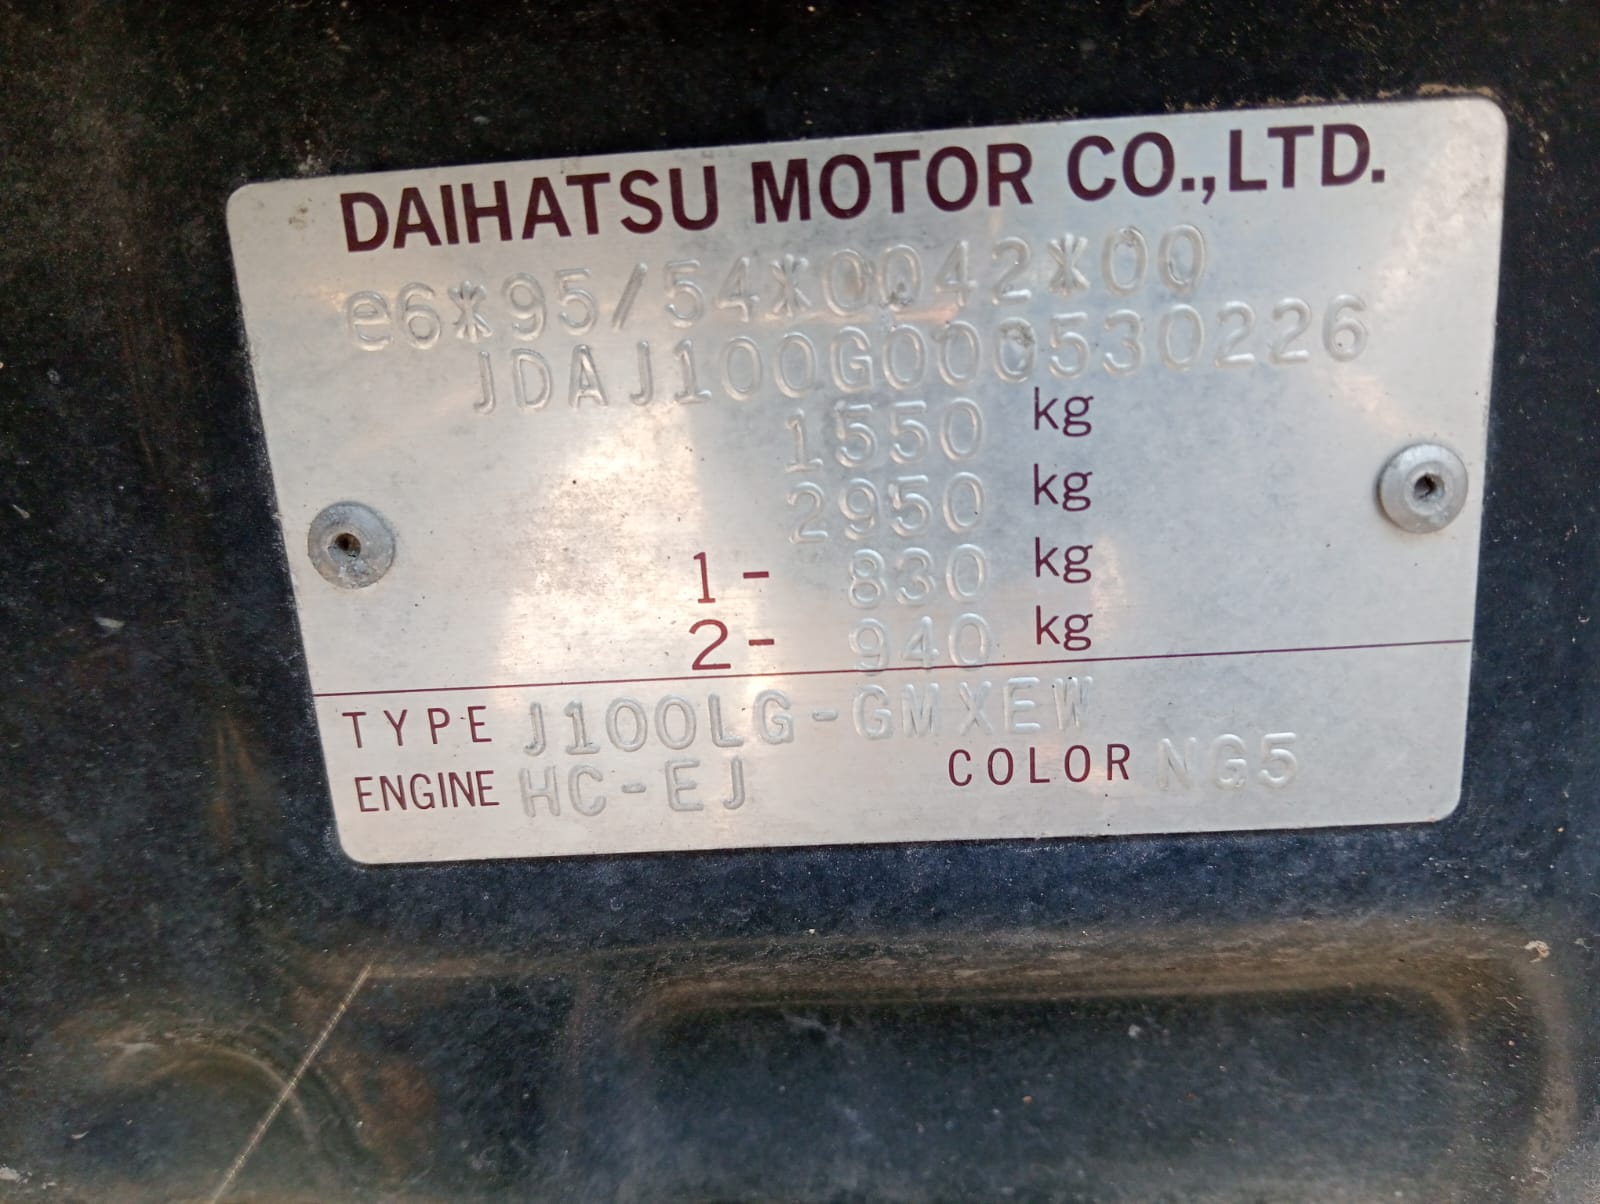 DAIHATSU MOTOR CO.,LTD.
e6*95/54*0042*00
JDAJ100G000530226
1550 kg
2950 kg
1- 830 kg
2- 940 kg
TYPE J100LG-GMXEW
ENGINE HC-EJ COLOR NG5